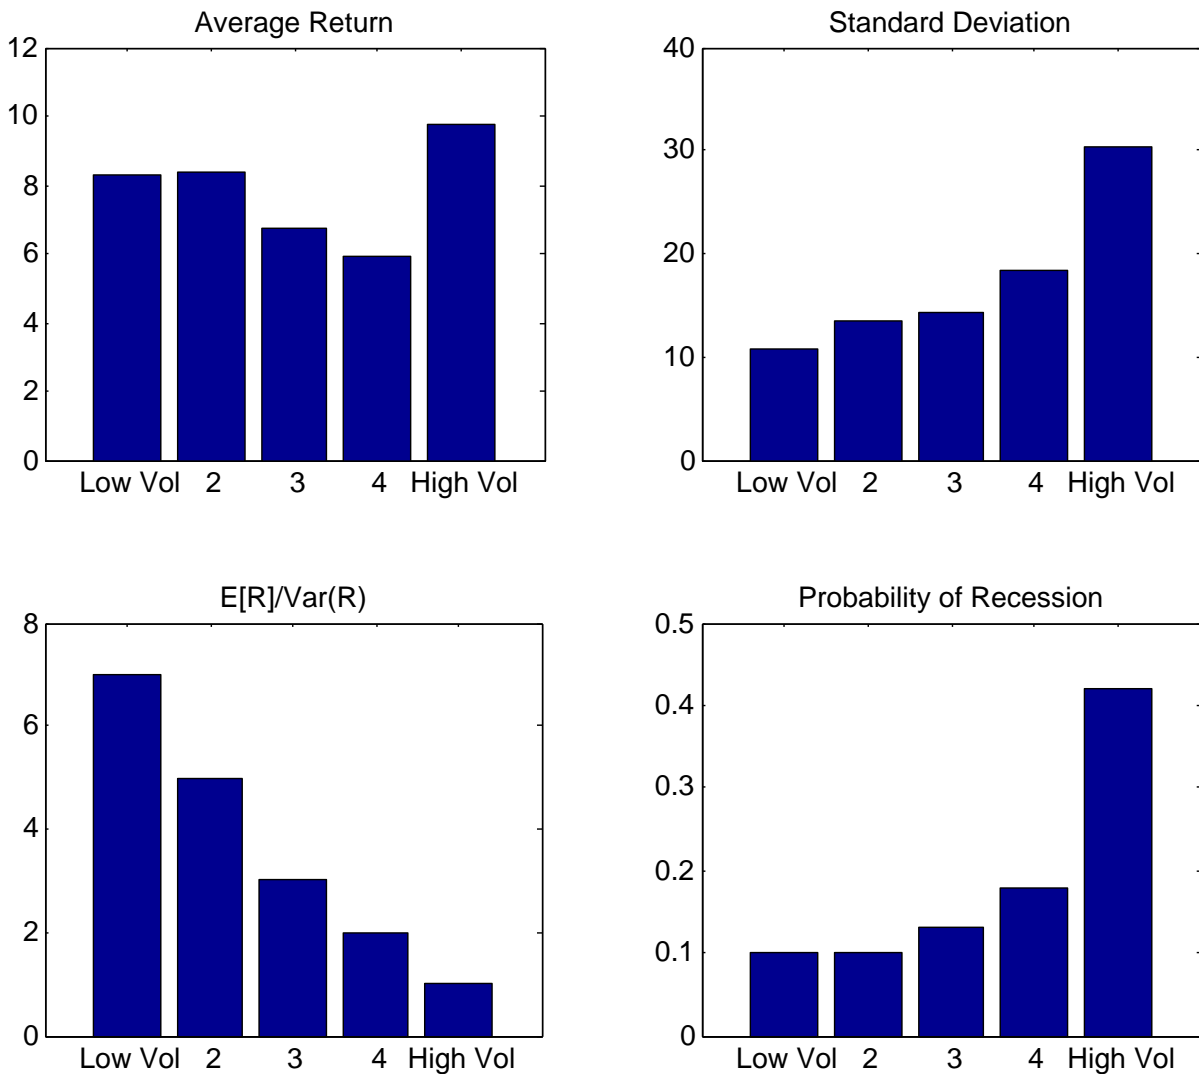 Average Return
12
10
8
6
4
2
0
Low Vol 2 3 4 High Vol
Standard Deviation
40
30
20
10
0
Low Vol 2 3 4 High Vol
E[R]/Var(R)
8
6
4
2
0
Low Vol 2 3 4 High Vol
Probability of Recession
0.5
0.4
0.3
0.2
0.1
0
Low Vol 2 3 4 High Vol